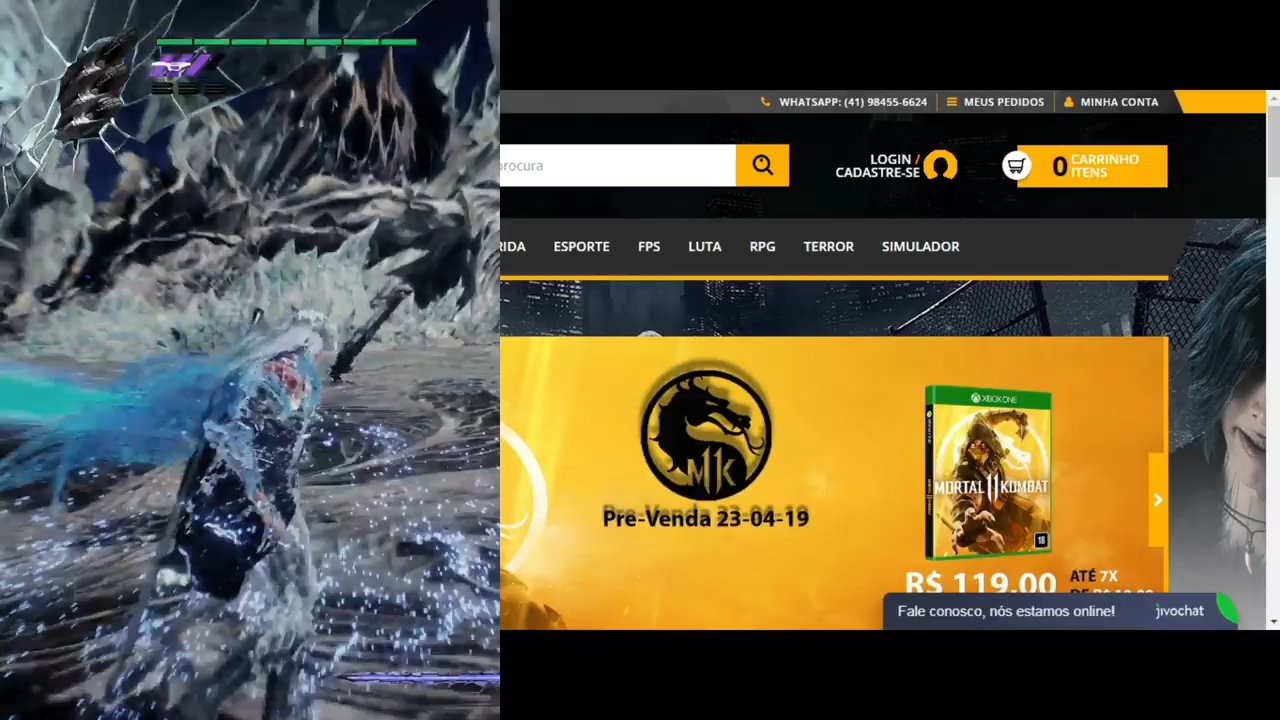 WHATSAPP: (41) 98455-6624
MEUS PEDIDOS
MINHA CONTA
procura
LOGIN /
CADASTRE-SE
0 CARRINHO
ITENS
RIDA
ESPORTE
FPS
LUTA
RPG
TERROR
SIMULADOR
MK
Pre-Venda 23-04-19
XBOX ONE
MORTAL 11 KOMBAT
18
R$ 119,00
ATÉ 7X
Fale conosco, nós estamos online!
jivochat